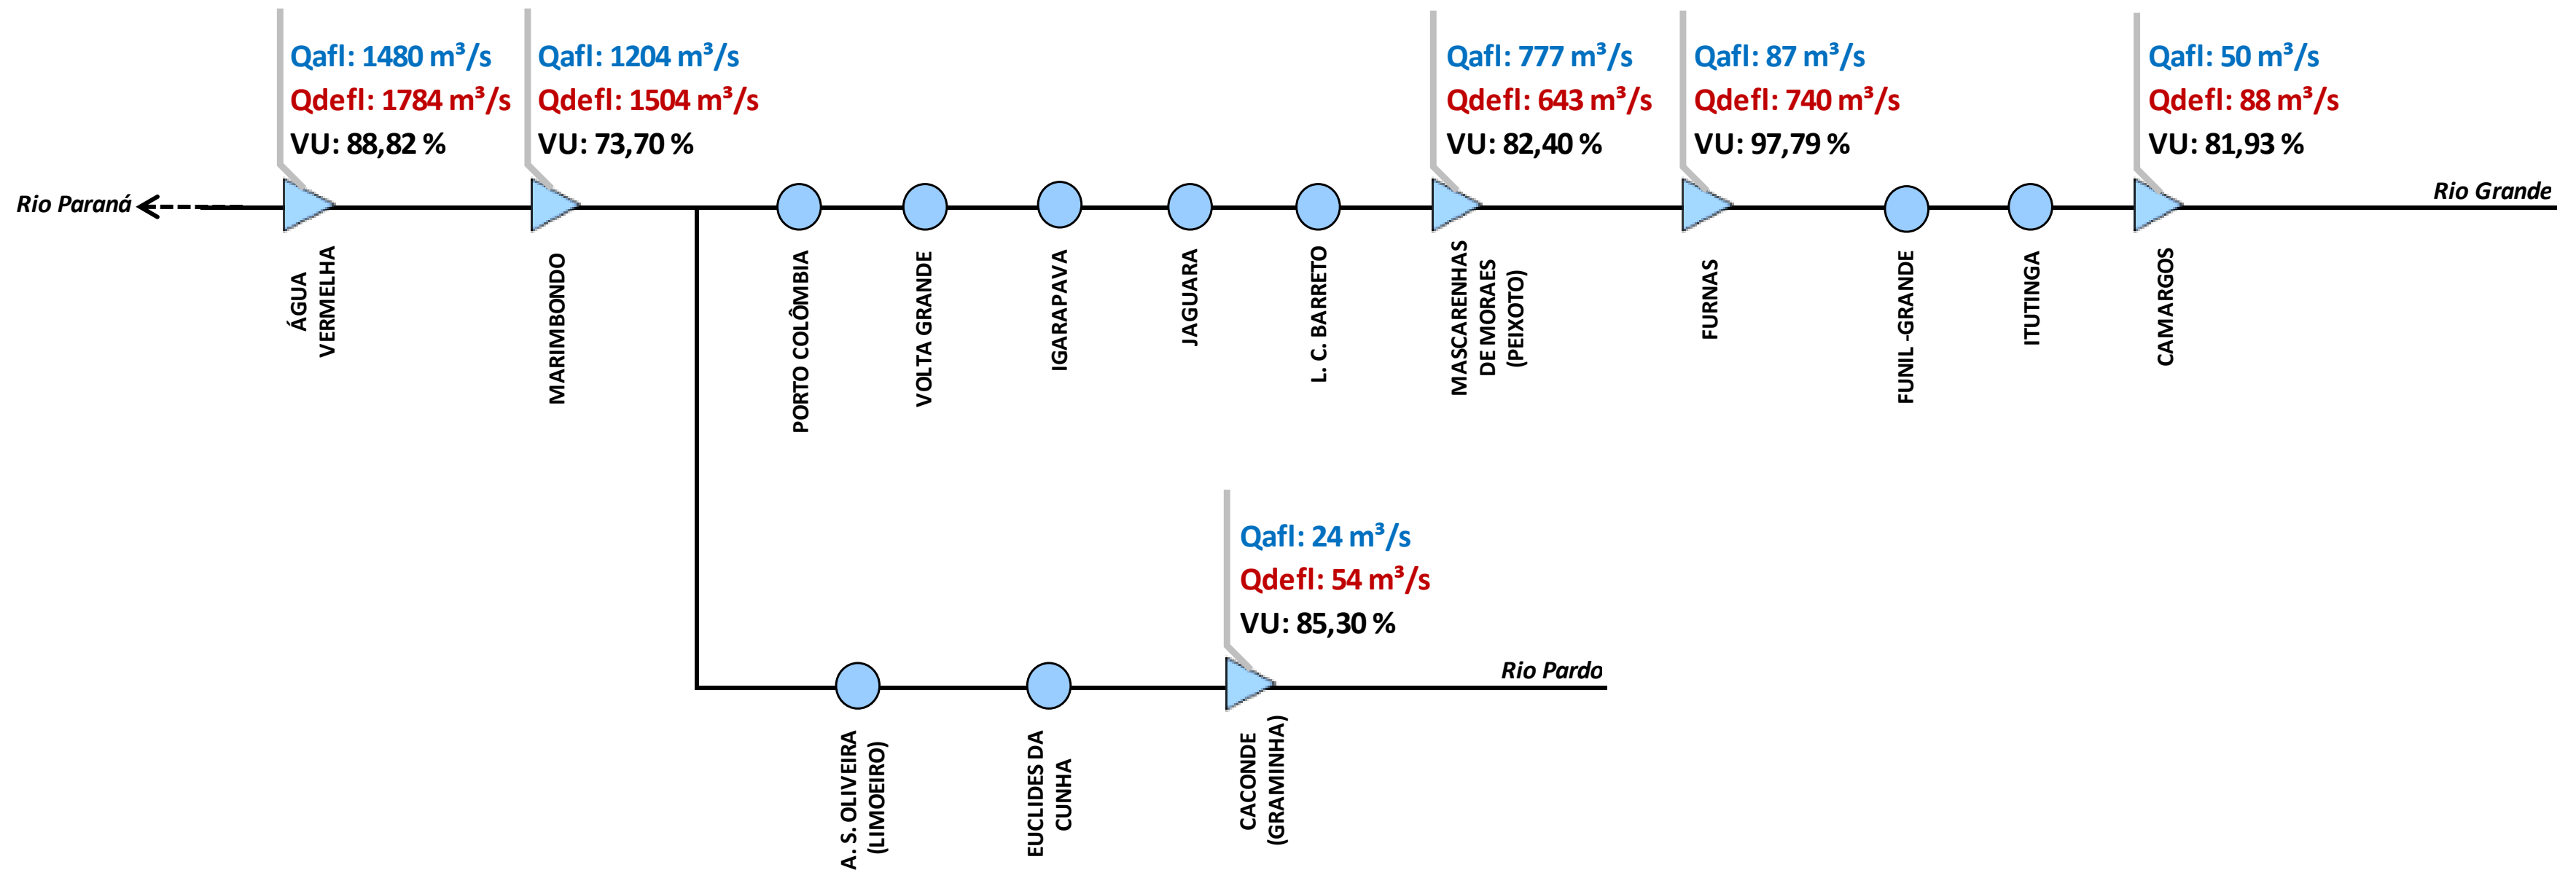 Qafl: 1480 m³/s
Qdefl: 1784 m³/s
VU: 88,82 %
Qafl: 1204 m³/s
Qdefl: 1504 m³/s
VU: 73,70 %
Qafl: 777 m³/s
Qdefl: 643 m³/s
VU: 82,40 %
Qafl: 87 m³/s
Qdefl: 740 m³/s
VU: 97,79 %
Qafl: 50 m³/s
Qdefl: 88 m³/s
VU: 81,93 %
Rio Paraná
Rio Grande
ÁGUA
VERMELHA
MARIMBONDO
PORTO COLÔMBIA
VOLTA GRANDE
IGARAPAVA
JAGUARA
L. C. BARRETO
MASCARENHAS
DE MORAES
(PEIXOTO)
FURNAS
FUNIL -GRANDE
ITUTINGA
CAMARGOS
Qafl: 24 m³/s
Qdefl: 54 m³/s
VU: 85,30 %
Rio Pardo
A. S. OLIVEIRA
(LIMOEIRO)
EUCLIDES DA
CUNHA
CACONDE
(GRAMINHA)